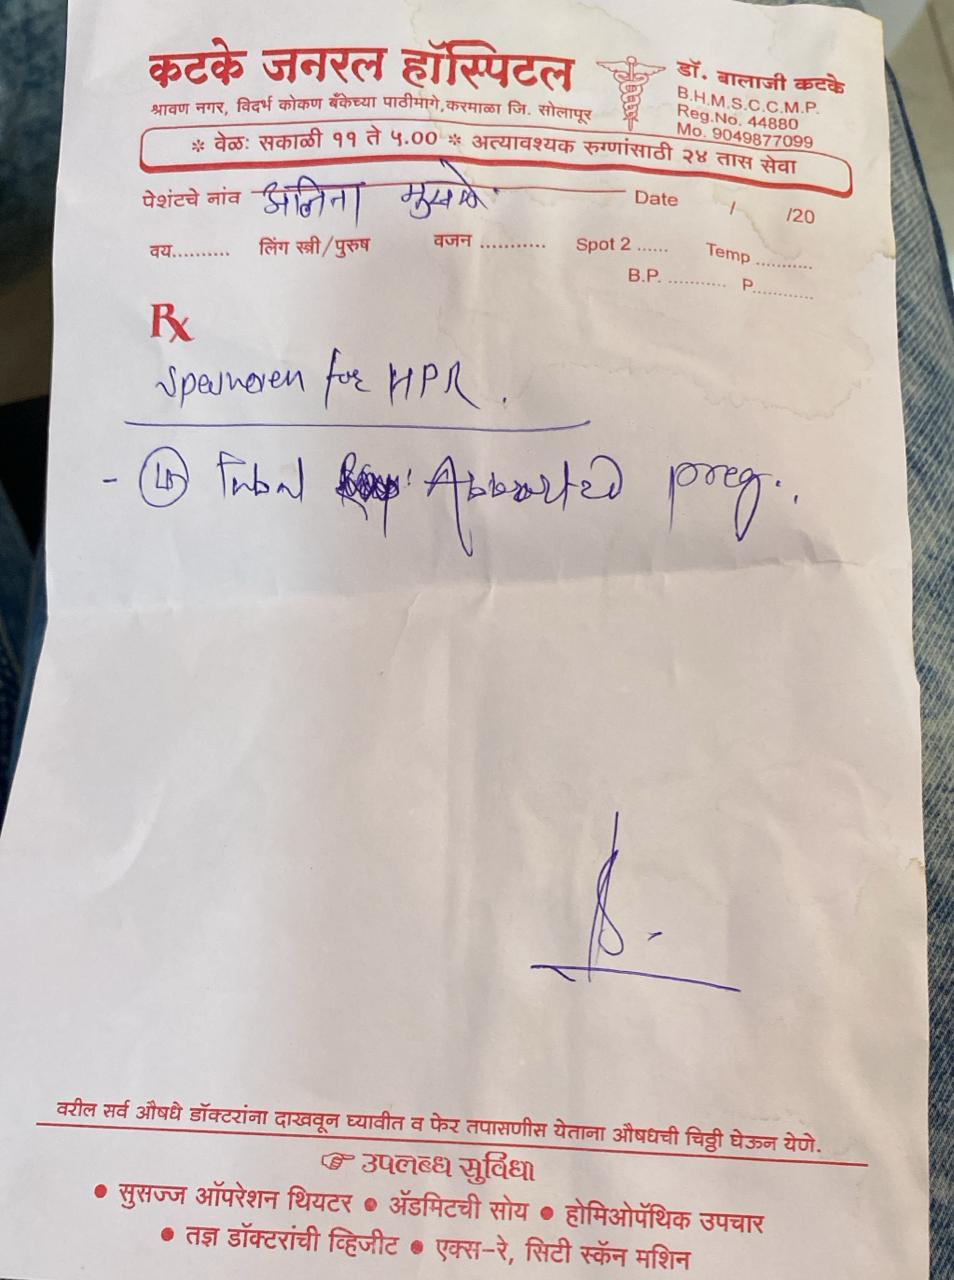 कटके जनरल हॉस्पिटल
श्रावण नगर, विदर्भ कोकण बँकेच्या पाठीमागे,करमाळा जि. सोलापूर
डॉ. बालाजी कटके
B.H.M.S.C.C.M.P.
Reg.No. 44880
Mo. 9049877099
* वेळः सकाळी ११ ते ५.०० * अत्यावश्यक रुग्णांसाठी २४ तास सेवा
पेशंटचे नांव Date / /20
वय.......... लिंग स्त्री/पुरुष वजन ........... Spot 2 ...... Temp ...........
B.P. ........... P............
Rx
for HPR.
- Tubal Abborted preg..
वरील सर्व औषधे डॉक्टरांना दाखवून घ्यावीत व फेर तपासणीस येताना औषधची चिठ्ठी घेऊन येणे.
उपलब्ध सुविधा
• सुसज्ज ऑपरेशन थियटर • ॲडमिटची सोय • होमिओपॅथिक उपचार
• तज्ञ डॉक्टरांची व्हिजीट • एक्स-रे, सिटी स्कॅन मशिन